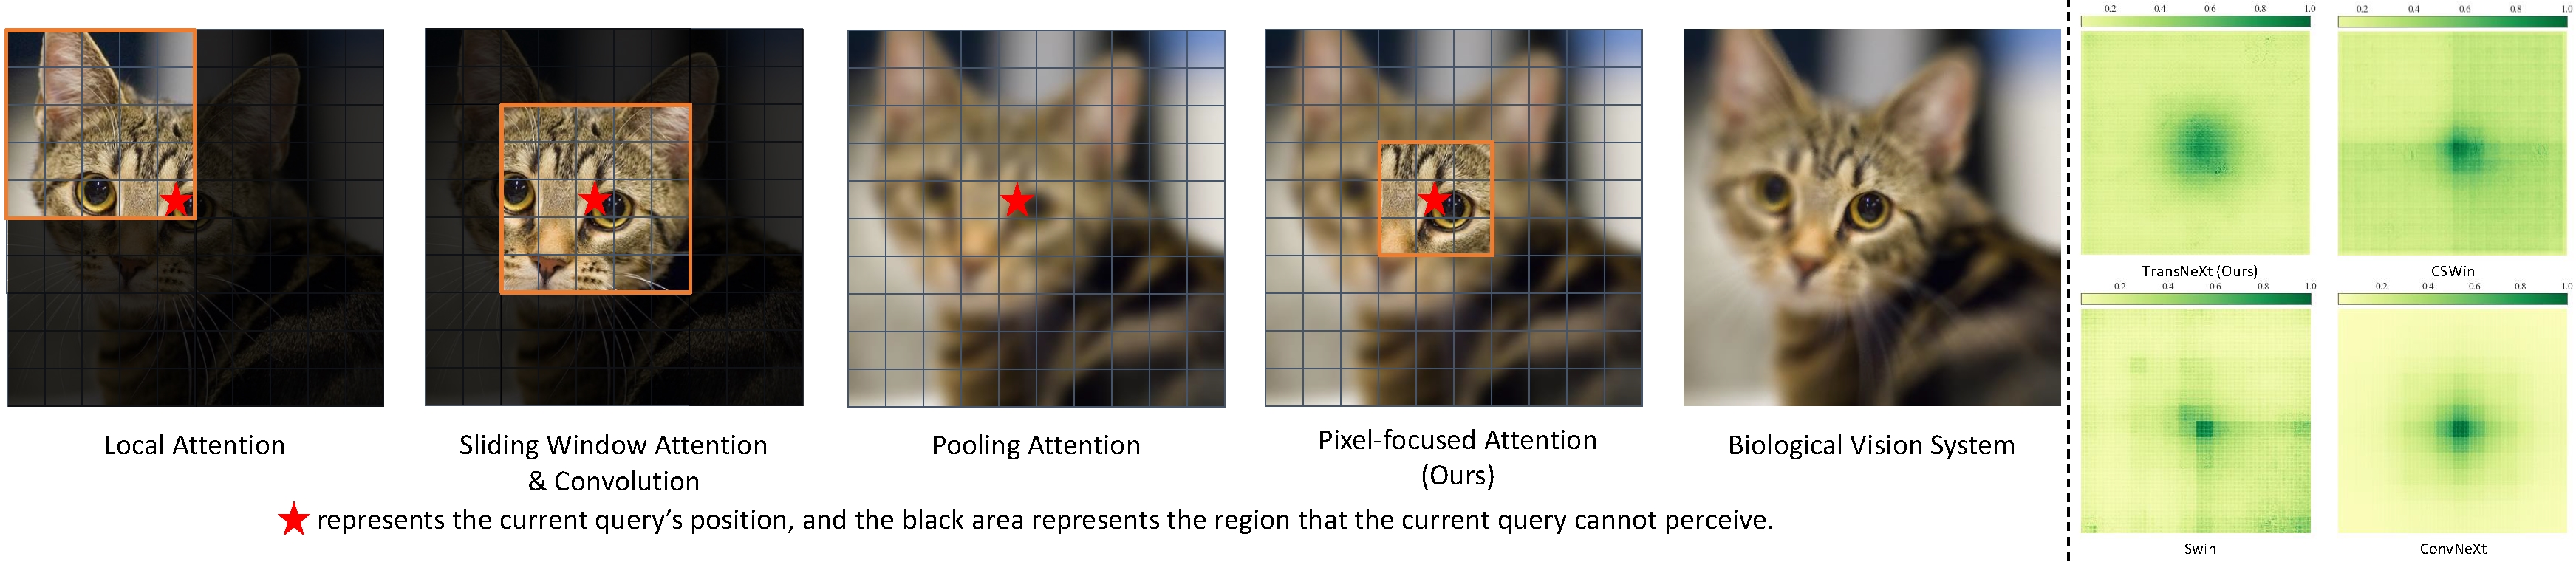 Local Attention
Sliding Window Attention
& Convolution
Pooling Attention
Pixel-focused Attention
(Ours)
Biological Vision System
represents the current query's position, and the black area represents the region that the current query cannot perceive.
0.2 0.4 0.6 0.8 1.0
TransNeXt (Ours)
0.2 0.4 0.6 0.8 1.0
CSWin
0.2 0.4 0.6 0.8 1.0
Swin
0.2 0.4 0.6 0.8 1.0
ConvNeXt